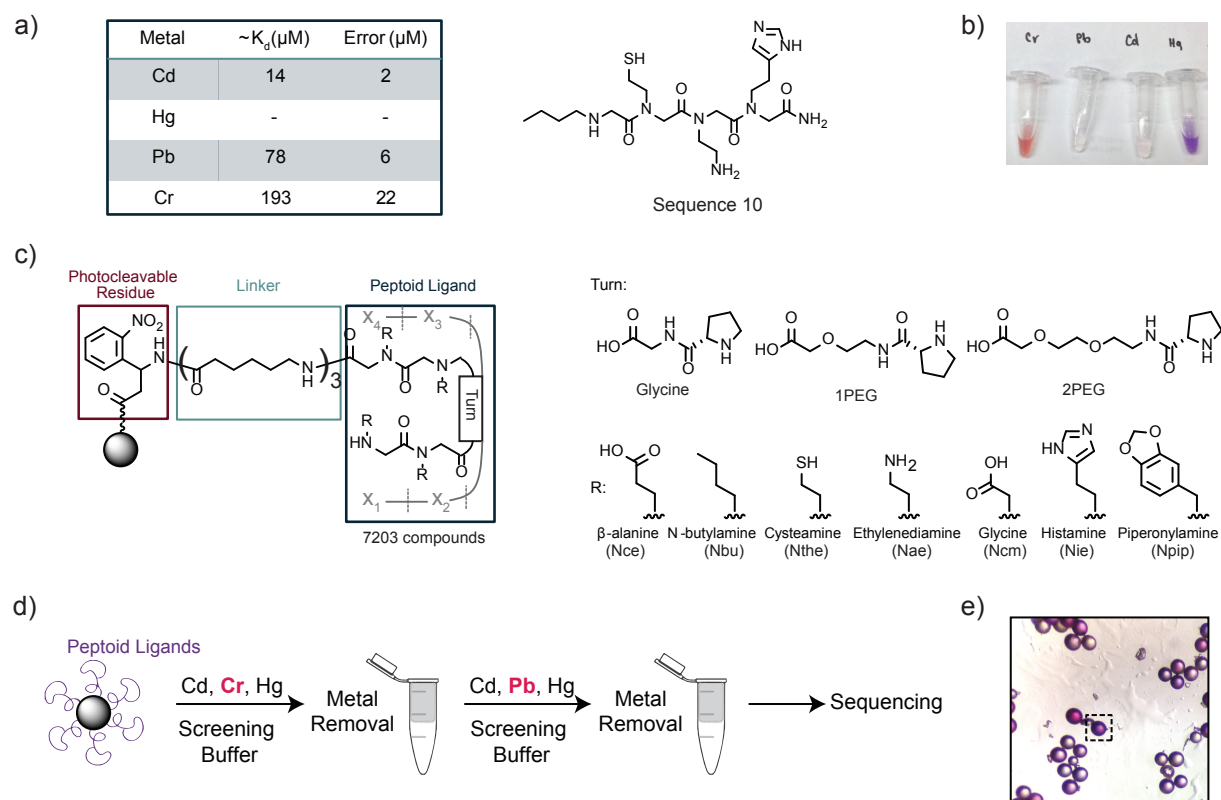 a)
Metal ~Kd(μM) Error (μM)
Cd 14 2
Hg - -
Pb 78 6
Cr 193 22
SH
N
NH
O
O
N
H
N
O
N
O
N
NH2
NH2
Sequence 10
b)
Cr Pb Cd Hg
c)
Photocleavable
Residue
Linker
Peptoid Ligand
NO2
H
N
O
O
( N
H ) 3
O
R
N
O
N
R
X4 X3
Turn
R
HN
O
N
R
O
X1 X2
7203 compounds
Turn:
O
HO
H
N
O
N
H
Glycine
O
HO
O
N
H
O
HN
1PEG
O
HO
O
O
H
N
O
N
H
2PEG
R:
HO O
SH
NH2
OH
O
N
HN
O
O
β-alanine N-butylamine Cysteamine Ethylenediamine Glycine Histamine Piperonylamine
(Nce) (Nbu) (Nthe) (Nae) (Ncm) (Nie) (Npip)
d)
Peptoid Ligands
Cd, Cr, Hg
Screening
Buffer
Metal
Removal
Cd, Pb, Hg
Screening
Buffer
Metal
Removal
Sequencing
e)